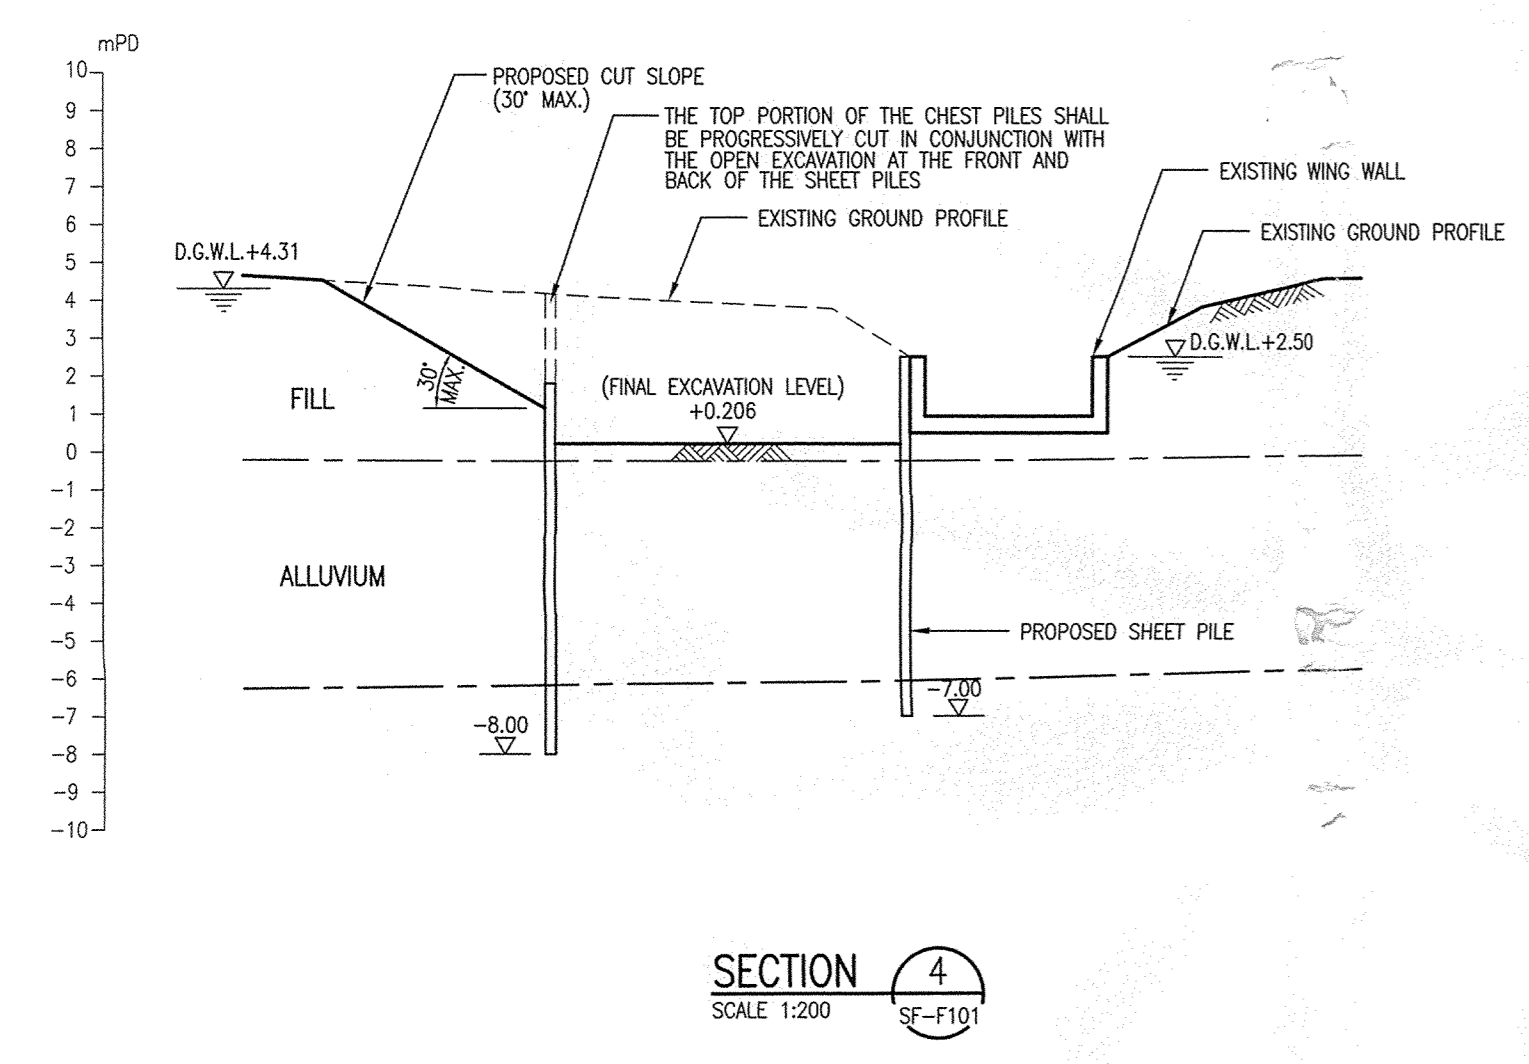 mPD
10
9
8
7
6
5
4
3
2
1
0
-1
-2
-3
-4
-5
-6
-7
-8
-9
-10
PROPOSED CUT SLOPE
(30° MAX.)
THE TOP PORTION OF THE CHEST PILES SHALL
BE PROGRESSIVELY CUT IN CONJUNCTION WITH
THE OPEN EXCAVATION AT THE FRONT AND
BACK OF THE SHEET PILES
EXISTING WING WALL
EXISTING GROUND PROFILE
EXISTING GROUND PROFILE
D.G.W.L.+4.31
D.G.W.L.+2.50
30°
MAX.
(FINAL EXCAVATION LEVEL)
+0.206
FILL
ALLUVIUM
PROPOSED SHEET PILE
-7.00
-8.00
SECTION
4
SCALE 1:200
SF-F101